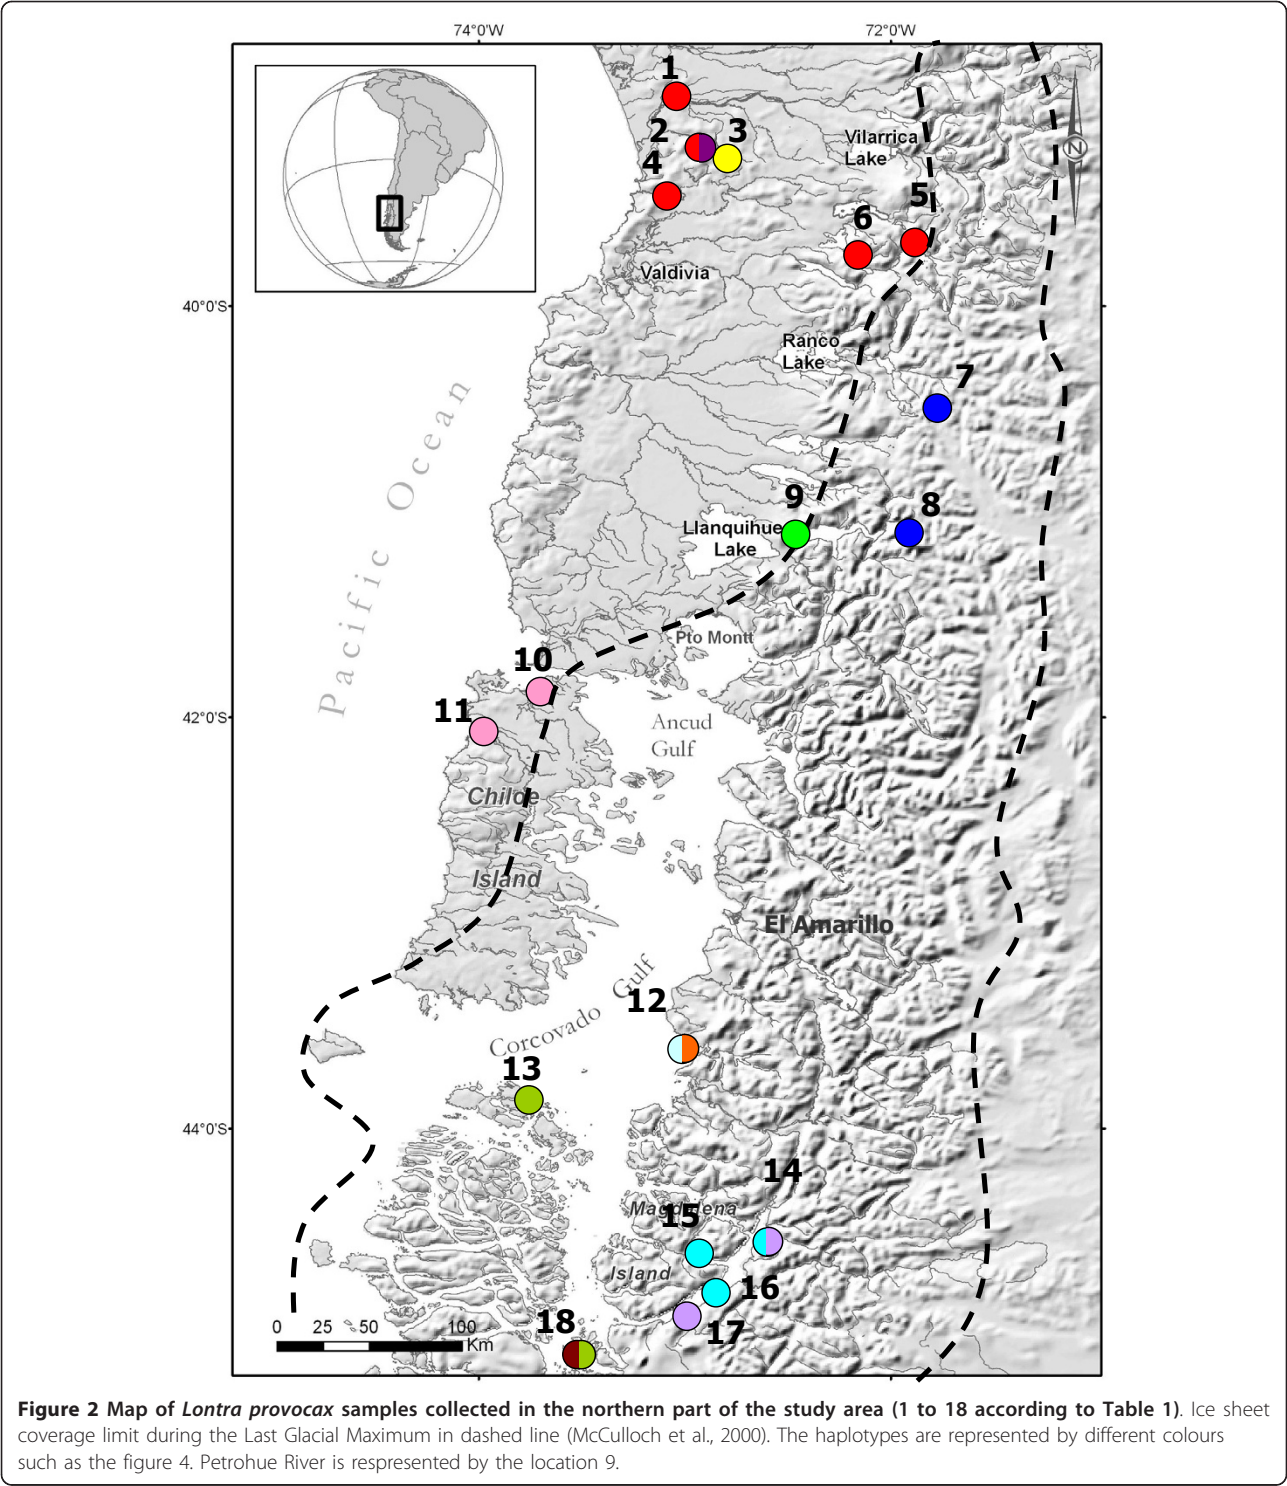 74°0'W 72°0'W
1
2 3
Vilarrica
Lake
4
5
6
N
Valdivia
40°0'S
Ranco
Lake
7
Pacific Ocean
9
8
Llanquihue
Lake
Pto Montt
10
11
42°0'S
Ancud
Gulf
Chiloe
Island
El Amarillo
Corcovado Gulf
12
13
44°0'S
14
Magdalena
15
Island
16
17
18
0 25 50 100
Km
Figure 2 Map of Lontra provocax samples collected in the northern part of the study area (1 to 18 according to Table 1). Ice sheet
coverage limit during the Last Glacial Maximum in dashed line (McCulloch et al., 2000). The haplotypes are represented by different colours
such as the figure 4. Petrohue River is respresented by the location 9.